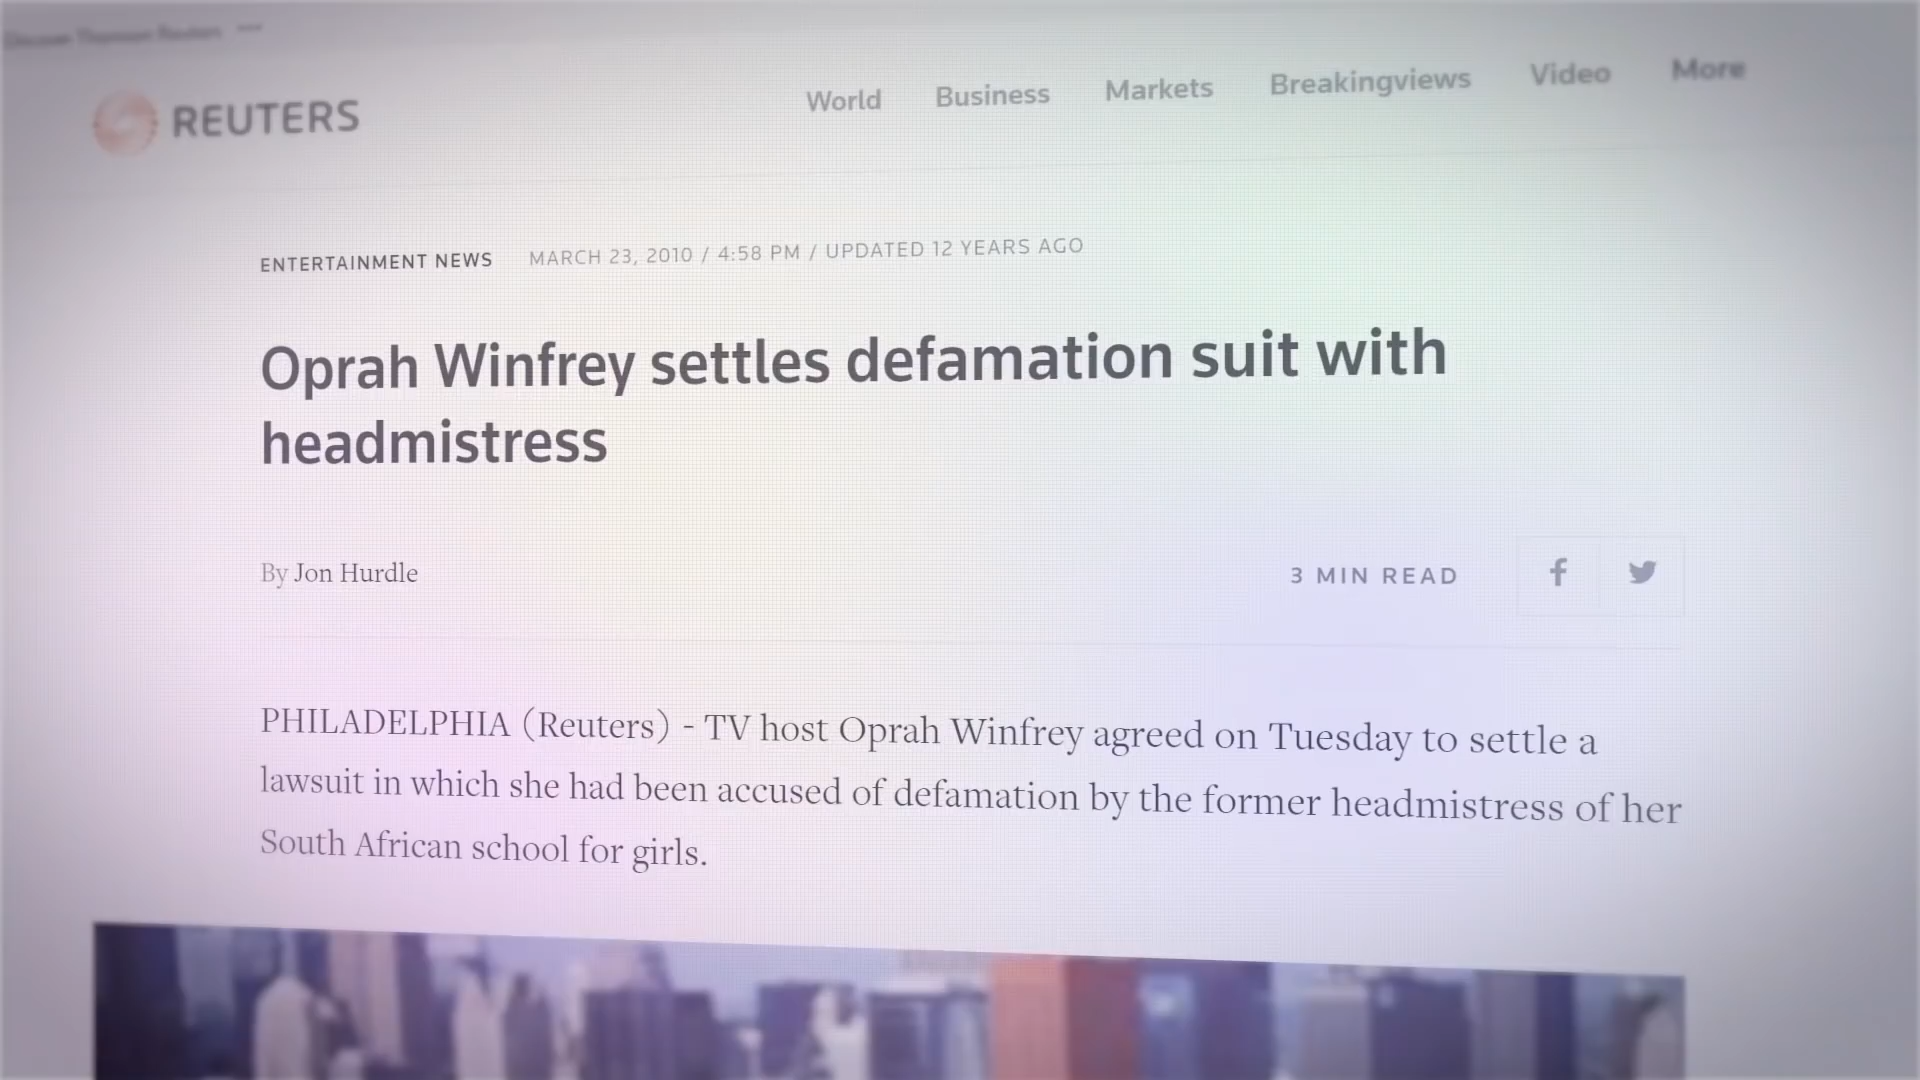 REUTERS
World Business Markets Breakingviews Video More
ENTERTAINMENT NEWS MARCH 23, 2010 / 4:58 PM / UPDATED 12 YEARS AGO
Oprah Winfrey settles defamation suit with
headmistress
By Jon Hurdle
3 MIN READ
PHILADELPHIA (Reuters) - TV host Oprah Winfrey agreed on Tuesday to settle a
lawsuit in which she had been accused of defamation by the former headmistress of her
South African school for girls.